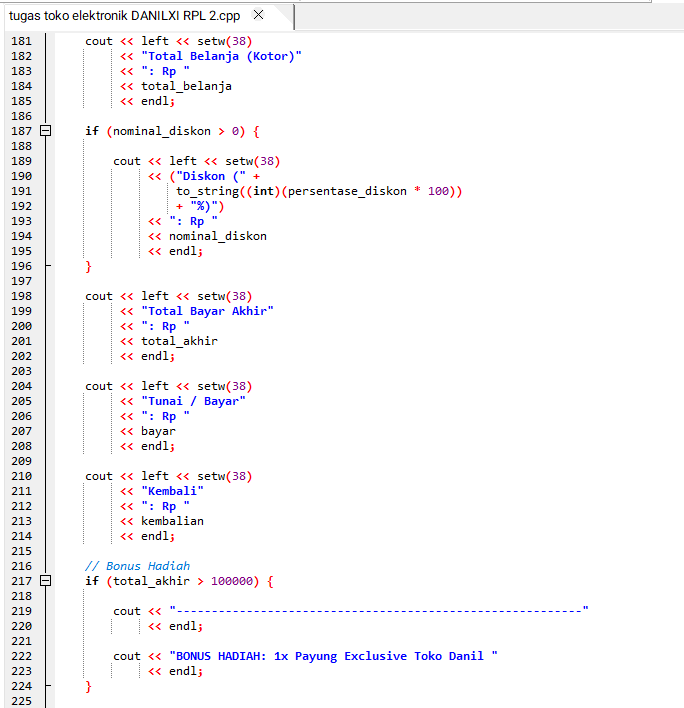 tugas toko elektronik DANILXI RPL 2.cpp
181 cout << left << setw(38)
182 << "Total Belanja (Kotor)"
183 << ": Rp "
184 << total_belanja
185 << endl;
186
187 if (nominal_diskon > 0) {
188
189 cout << left << setw(38)
190 << ("Diskon (" +
191 to_string((int)(persentase_diskon * 100))
192 + "%)")
193 << ": Rp "
194 << nominal_diskon
195 << endl;
196 }
197
198 cout << left << setw(38)
199 << "Total Bayar Akhir"
200 << ": Rp "
201 << total_akhir
202 << endl;
203
204 cout << left << setw(38)
205 << "Tunai / Bayar"
206 << ": Rp "
207 << bayar
208 << endl;
209
210 cout << left << setw(38)
211 << "Kembali"
212 << ": Rp "
213 << kembalian
214 << endl;
215
216 // Bonus Hadiah
217 if (total_akhir > 100000) {
218
219 cout << "----------------------------------------------------------"
220 << endl;
221
222 cout << "BONUS HADIAH: 1x Payung Exclusive Toko Danil "
223 << endl;
224 }
225